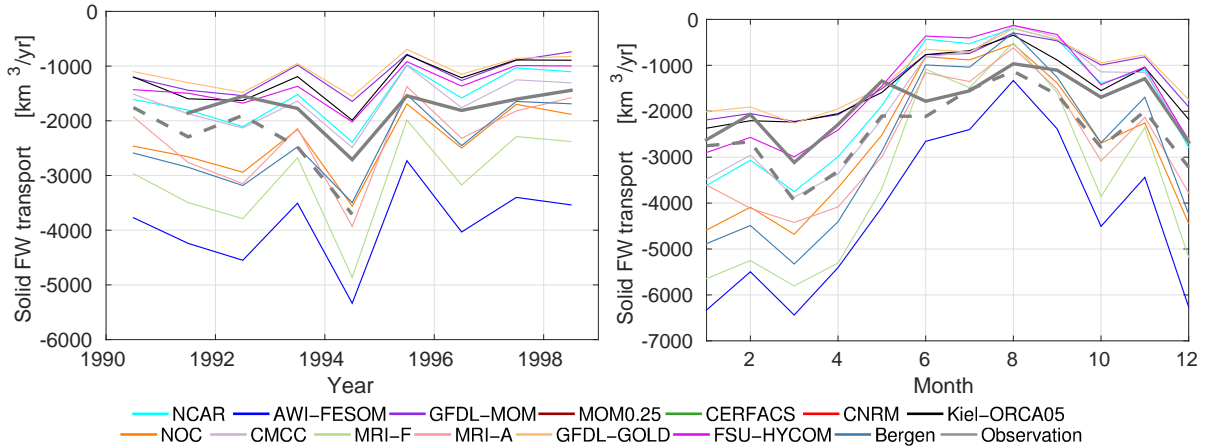 0
-1000
-2000
-3000
-4000
-5000
-6000
Solid FW transport [km 3/yr]
1990 1992 1994 1996 1998
Year
0
-1000
-2000
-3000
-4000
-5000
-6000
-7000
Solid FW transport [km 3/yr]
2 4 6 8 10 12
Month
NCAR AWI-FESOM GFDL-MOM MOM0.25 CERFACS CNRM Kiel-ORCA05
NOC CMCC MRI-F MRI-A GFDL-GOLD FSU-HYCOM Bergen Observation